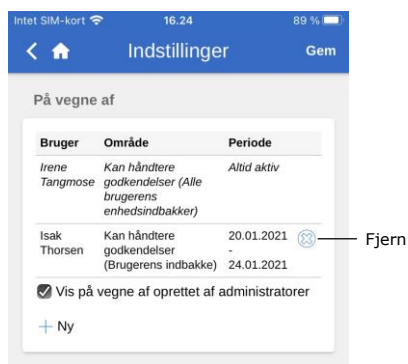 Intet SIM-kort 16.24 89 %
Indstillinger Gem
På vegne af
Bruger Område Periode
Irene Kan håndtere Altid aktiv
Tangmose godkendelser (Alle
brugerens
enhedsindbakker)
Isak Kan håndtere 20.01.2021
Thorsen godkendelser -
(Brugerens indbakke) 24.01.2021
Fjern
Vis på vegne af oprettet af administratorer
+ Ny